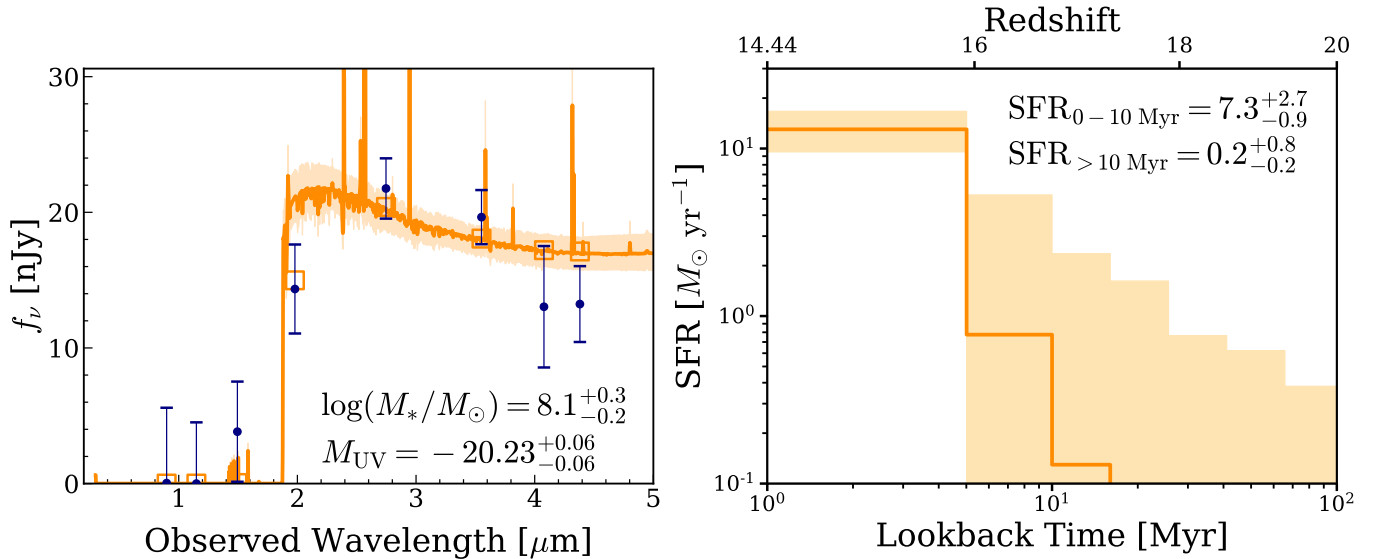 30
20
10
0
f_ν [nJy]
log(M_*/M_⊙) = 8.1^{+0.3}_{-0.2}
M_UV = − 20.23^{+0.06}_{-0.06}
1 2 3 4 5
Observed Wavelength [μm]
Redshift
14.44 16 18 20
SFR_{0 − 10 Myr} = 7.3^{+2.7}_{-0.9}
SFR_{> 10 Myr} = 0.2^{+0.8}_{-0.2}
10^1
10^0
10^{-1}
SFR [M_⊙ yr^{−1}]
10^0 10^1 10^2
Lookback Time [Myr]